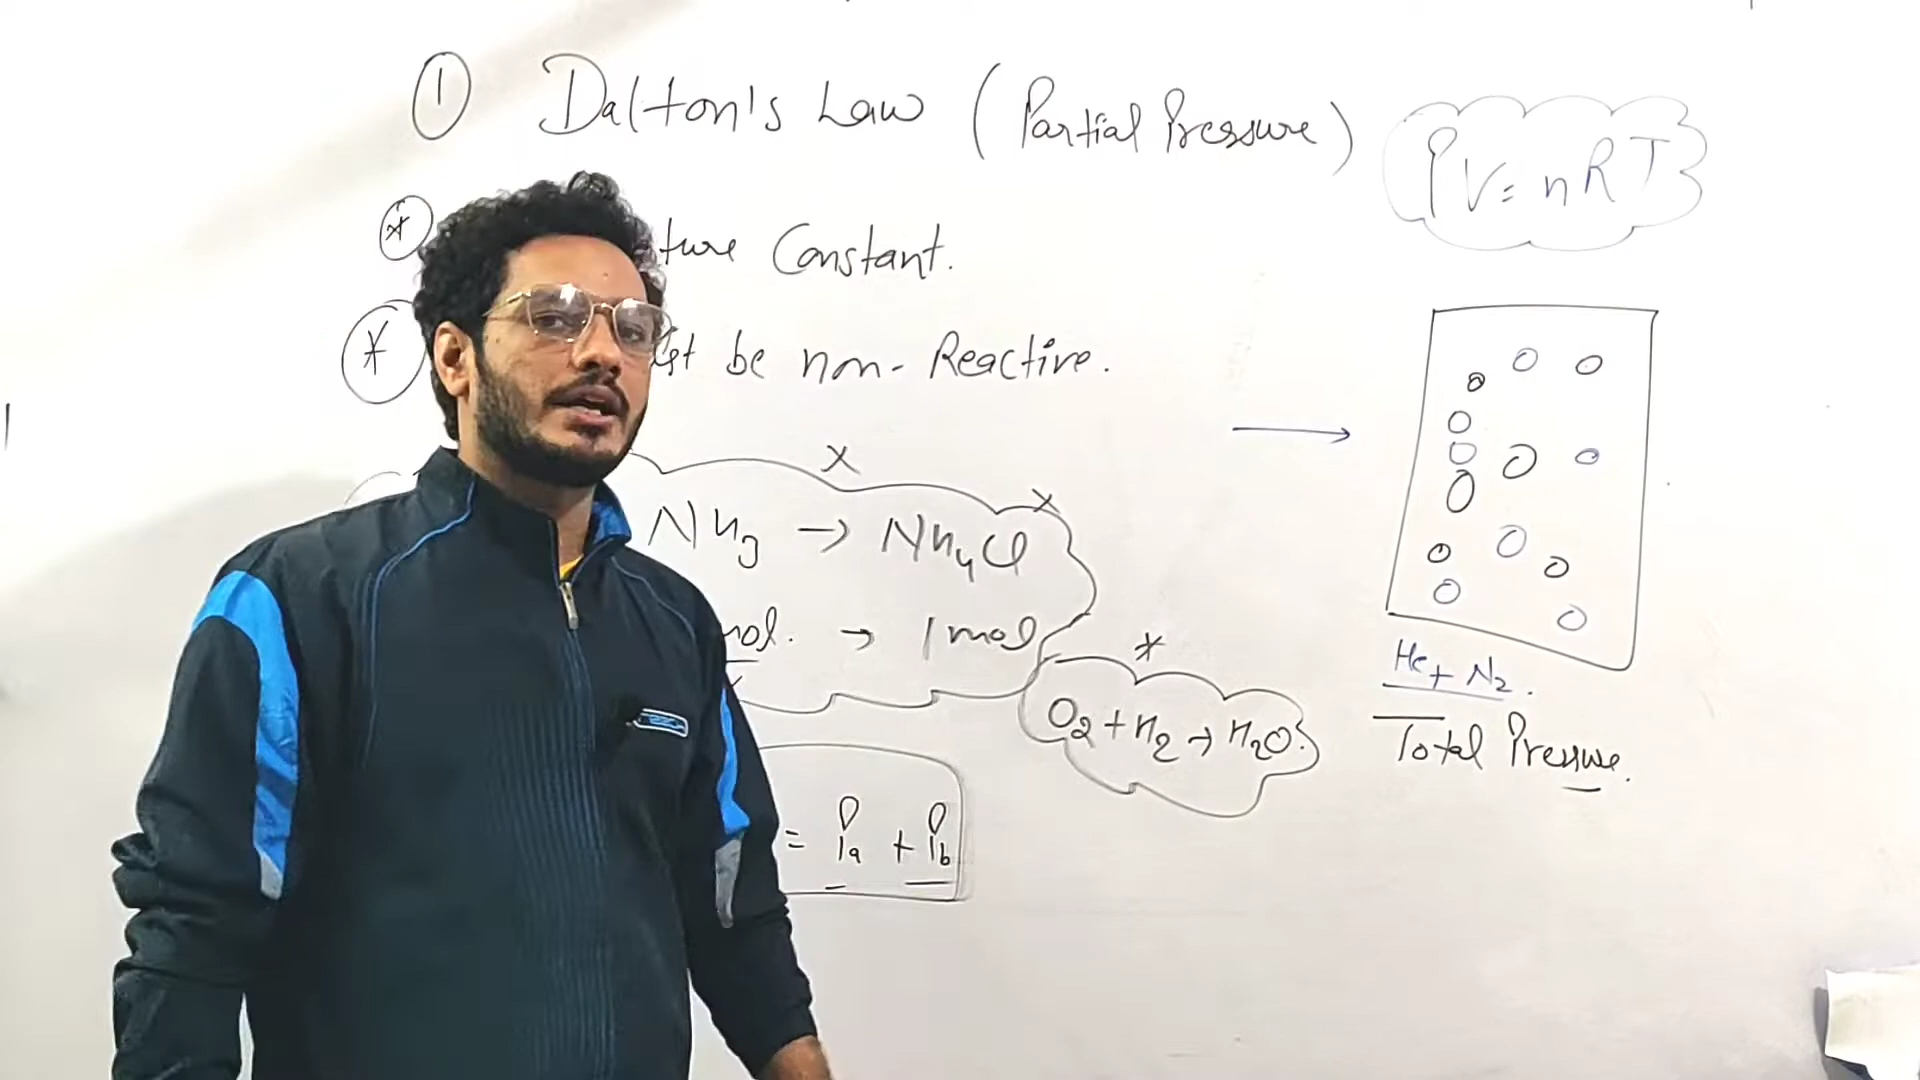 ① Dalton's Law (Partial Pressure)
PV = nRT
* ture Constant.
* st be non-Reactive.
x
x
NH3 → NH4Cl
mol. → 1 mol
*
O2 + H2 → H2O
He + N2.
Total Pressure.
= Pa + Pb